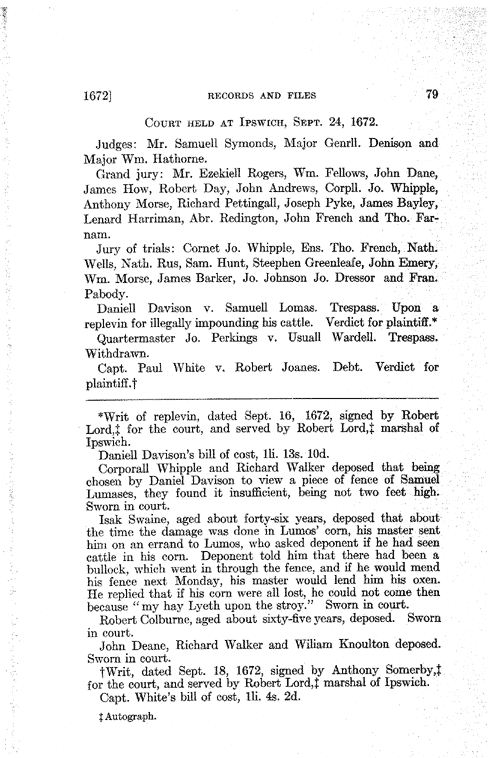 1672]
RECORDS AND FILES
79
COURT HELD AT IPSWICH, SEPT. 24, 1672.
Judges: Mr. Samuell Symonds, Major Genrll. Denison and
Major Wm. Hathorne.
Grand jury: Mr. Ezekiell Rogers, Wm. Fellows, John Dane,
James How, Robert Day, John Andrews, Corpll. Jo. Whipple,
Anthony Morse, Richard Pettingall, Joseph Pyke, James Bayley,
Lenard Harriman, Abr. Redington, John French and Tho. Far-
nam.
Jury of trials: Cornet Jo. Whipple, Ens. Tho. French, Nath.
Wells, Nath. Rus, Sam. Hunt, Steephen Greenleafe, John Emery,
Wm. Morse, James Barker, Jo. Johnson Jo. Dressor and Fran.
Pabody.
Daniell Davison v. Samuell Lomas. Trespass. Upon a
replevin for illegally impounding his cattle. Verdict for plaintiff.*
Quartermaster Jo. Perkings v. Usuall Wardell. Trespass.
Withdrawn.
Capt. Paul White v. Robert Joanes. Debt. Verdict for
plaintiff.†
*Writ of replevin, dated Sept. 16, 1672, signed by Robert
Lord,‡ for the court, and served by Robert Lord,‡ marshal of
Ipswich.
Daniell Davison's bill of cost, 1li. 13s. 10d.
Corporall Whipple and Richard Walker deposed that being
chosen by Daniel Davison to view a piece of fence of Samuel
Lumases, they found it insufficient, being not two feet high.
Sworn in court.
Isak Swaine, aged about forty-six years, deposed that about
the time the damage was done in Lumos' corn, his master sent
him on an errand to Lumos, who asked deponent if he had seen
cattle in his corn. Deponent told him that there had been a
bullock, which went in through the fence, and if he would mend
his fence next Monday, his master would lend him his oxen.
He replied that if his corn were all lost, he could not come then
because "my hay Lyeth upon the stroy." Sworn in court.
Robert Colburne, aged about sixty-five years, deposed. Sworn
in court.
John Deane, Richard Walker and Wiliam Knoulton deposed.
Sworn in court.
†Writ, dated Sept. 18, 1672, signed by Anthony Somerby,‡
for the court, and served by Robert Lord,‡ marshal of Ipswich.
Capt. White's bill of cost, 1li. 4s. 2d.
‡Autograph.